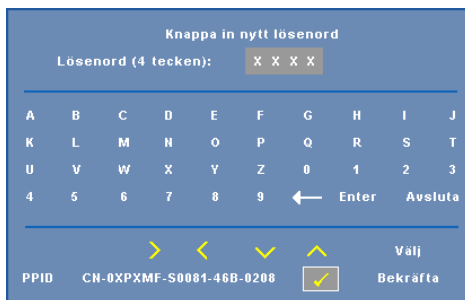 Knappa in nytt lösenord
Lösenord (4 tecken): X X X X
A B C D E F G H I J
K L M N O P Q R S T
U V W X Y Z 0 1 2 3
4 5 6 7 8 9 Enter Avsluta
Välj
PPID CN-0XPXMF-S0081-46B-0208 Bekräfta